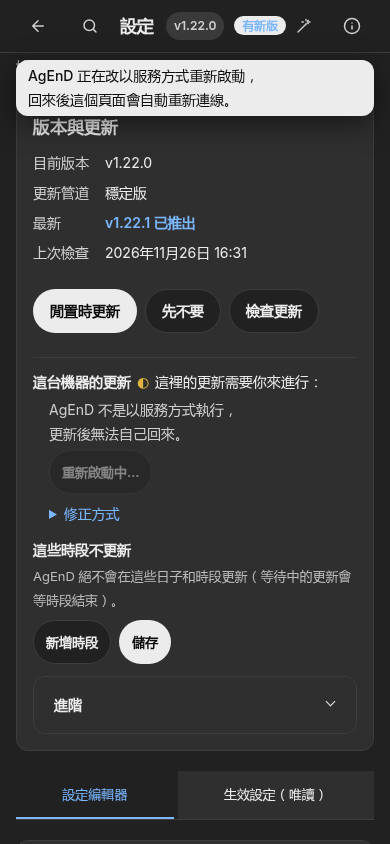 設定 v1.22.0 有新版
AgenD 正在改以服務方式重新啟動，
回來後這個頁面會自動重新連線。
版本與更新
目前版本 v1.22.0
更新管道 穩定版
最新 v1.22.1 已推出
上次檢查 2026年11月26日 16:31
閒置時更新 先不要 檢查更新
這台機器的更新 這裡的更新需要你來進行：
AgEnD 不是以服務方式執行，
更新後無法自己回來。
重新啟動中...
修正方式
這些時段不更新
AgEnD 絕不會在這些日子和時段更新（等待中的更新會
等時段結束）。
新增時段 儲存
進階
設定編輯器 生效設定（唯讀）